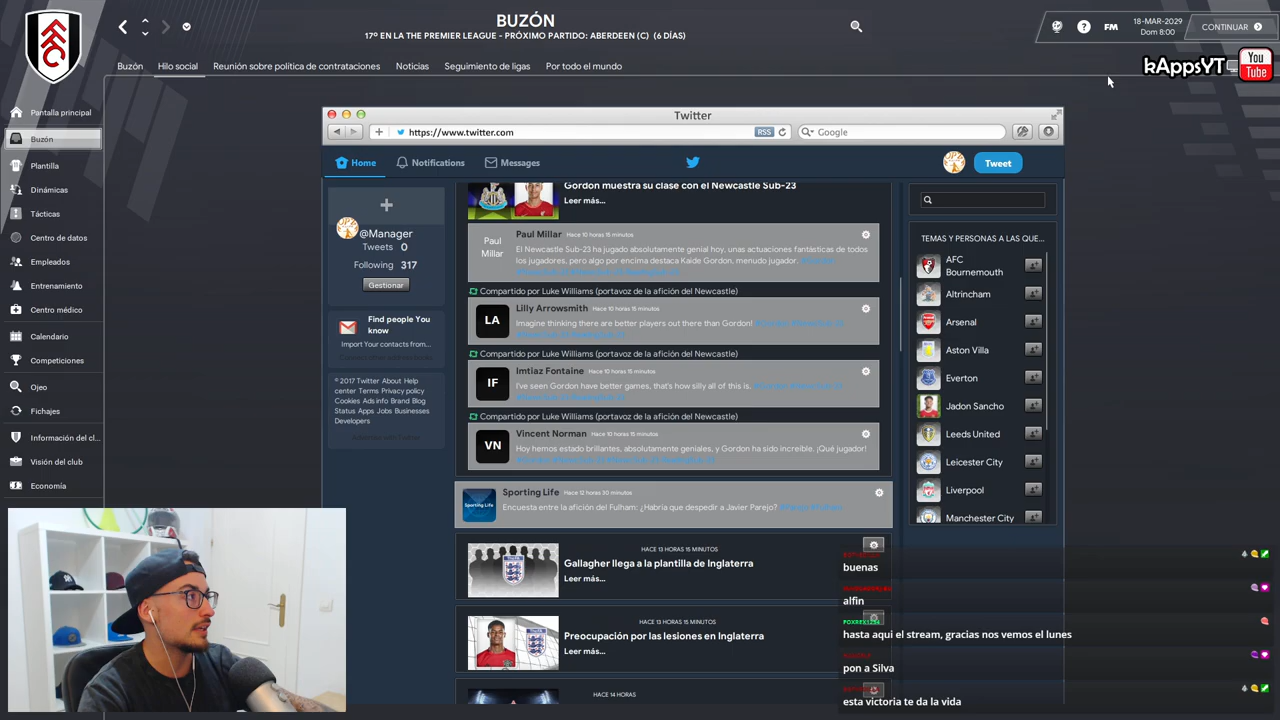 BUZÓN
17º EN LA THE PREMIER LEAGUE - PRÓXIMO PARTIDO: ABERDEEN (C) (6 DÍAS)
FM
18-MAR-2029
Dom 8:00
CONTINUAR
Buzón
Hilo social
Reunión sobre política de contrataciones
Noticias
Seguimiento de ligas
Por todo el mundo
kAppsYT
You
Tube
Pantalla principal
Buzón
Plantilla
Dinámicas
Tácticas
Centro de datos
Empleados
Entrenamiento
Centro médico
Calendario
Competiciones
Ojeo
Fichajes
Información del cl...
Visión del club
Economía
Twitter
https://www.twitter.com
RSS
Google
Home
Notifications
Messages
Tweet
@Manager
Tweets 0
Following 317
Gestionar
Find people You
know
Import Your contacts from...
© 2017 Twitter About Help
center Terms Privacy policy
Cookies Ads info Brand Blog
Status Apps Jobs Businesses
Developers
Gordon muestra su clase con el Newcastle Sub-23
Leer más...
Paul
Millar
Paul Millar Hace 10 horas 15 minutos
El Newcastle Sub-23 ha jugado absolutamente genial hoy, unas actuaciones fantásticas de todos
los jugadores, pero algo por encima destaca Kaide Gordon, menudo jugador.
Compartido por Luke Williams (portavoz de la afición del Newcastle)
LA
Lilly Arrowsmith Hace 10 horas 15 minutos
Imagine thinking there are better players out there than Gordon!
Compartido por Luke Williams (portavoz de la afición del Newcastle)
IF
Imtiaz Fontaine Hace 10 horas 15 minutos
I've seen Gordon have better games, that's how silly all of this is.
Compartido por Luke Williams (portavoz de la afición del Newcastle)
VN
Vincent Norman Hace 10 horas 15 minutos
Hoy hemos estado brillantes, absolutamente geniales, y Gordon ha sido increíble. ¡Qué jugador!
Sporting Life
Sporting Life Hace 12 horas 30 minutos
Encuesta entre la afición del Fulham: ¿Habría que despedir a Javier Parejo?
HACE 13 HORAS 15 MINUTOS
Gallagher llega a la plantilla de Inglaterra
Leer más...
HACE 13 HORAS 15 MINUTOS
Preocupación por las lesiones en Inglaterra
Leer más...
HACE 14 HORAS
TEMAS Y PERSONAS A LAS QUE...
AFC
Bournemouth
Altrincham
Arsenal
Aston Villa
Everton
Jadon Sancho
Leeds United
Leicester City
Liverpool
Manchester City
buenas
alfin
FOXREX1234
hasta aqui el stream, gracias nos vemos el lunes
pon a Silva
esta victoria te da la vida